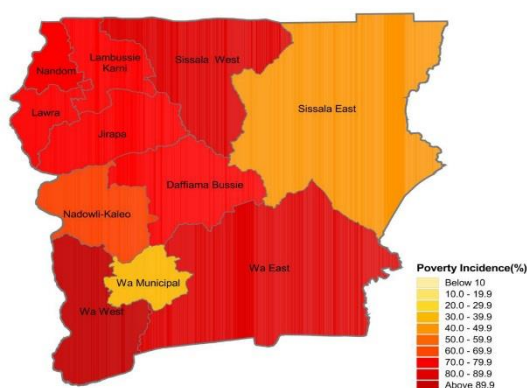 Nandom
Lambussie
Karni
Sissala West
Sissala East
Lawra
Jirapa
Daffiama Bussie
Nadowli-Kaleo
Wa East
Wa Municipal
Wa West
Poverty Incidence(%)
Below 10
10.0 - 19.9
20.0 - 29.9
30.0 - 39.9
40.0 - 49.9
50.0 - 59.9
60.0 - 69.9
70.0 - 79.9
80.0 - 89.9
Above 89.9